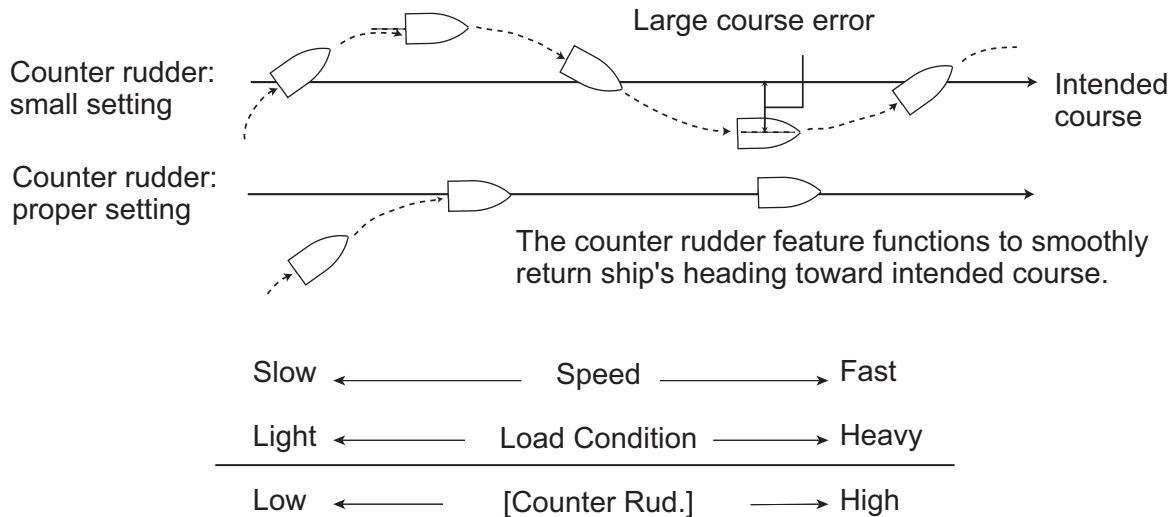 Large course error
Counter rudder:
small setting
Intended
course
Counter rudder:
proper setting
The counter rudder feature functions to smoothly
return ship's heading toward intended course.
Slow Speed Fast
Light Load Condition Heavy
Low [Counter Rud.] High